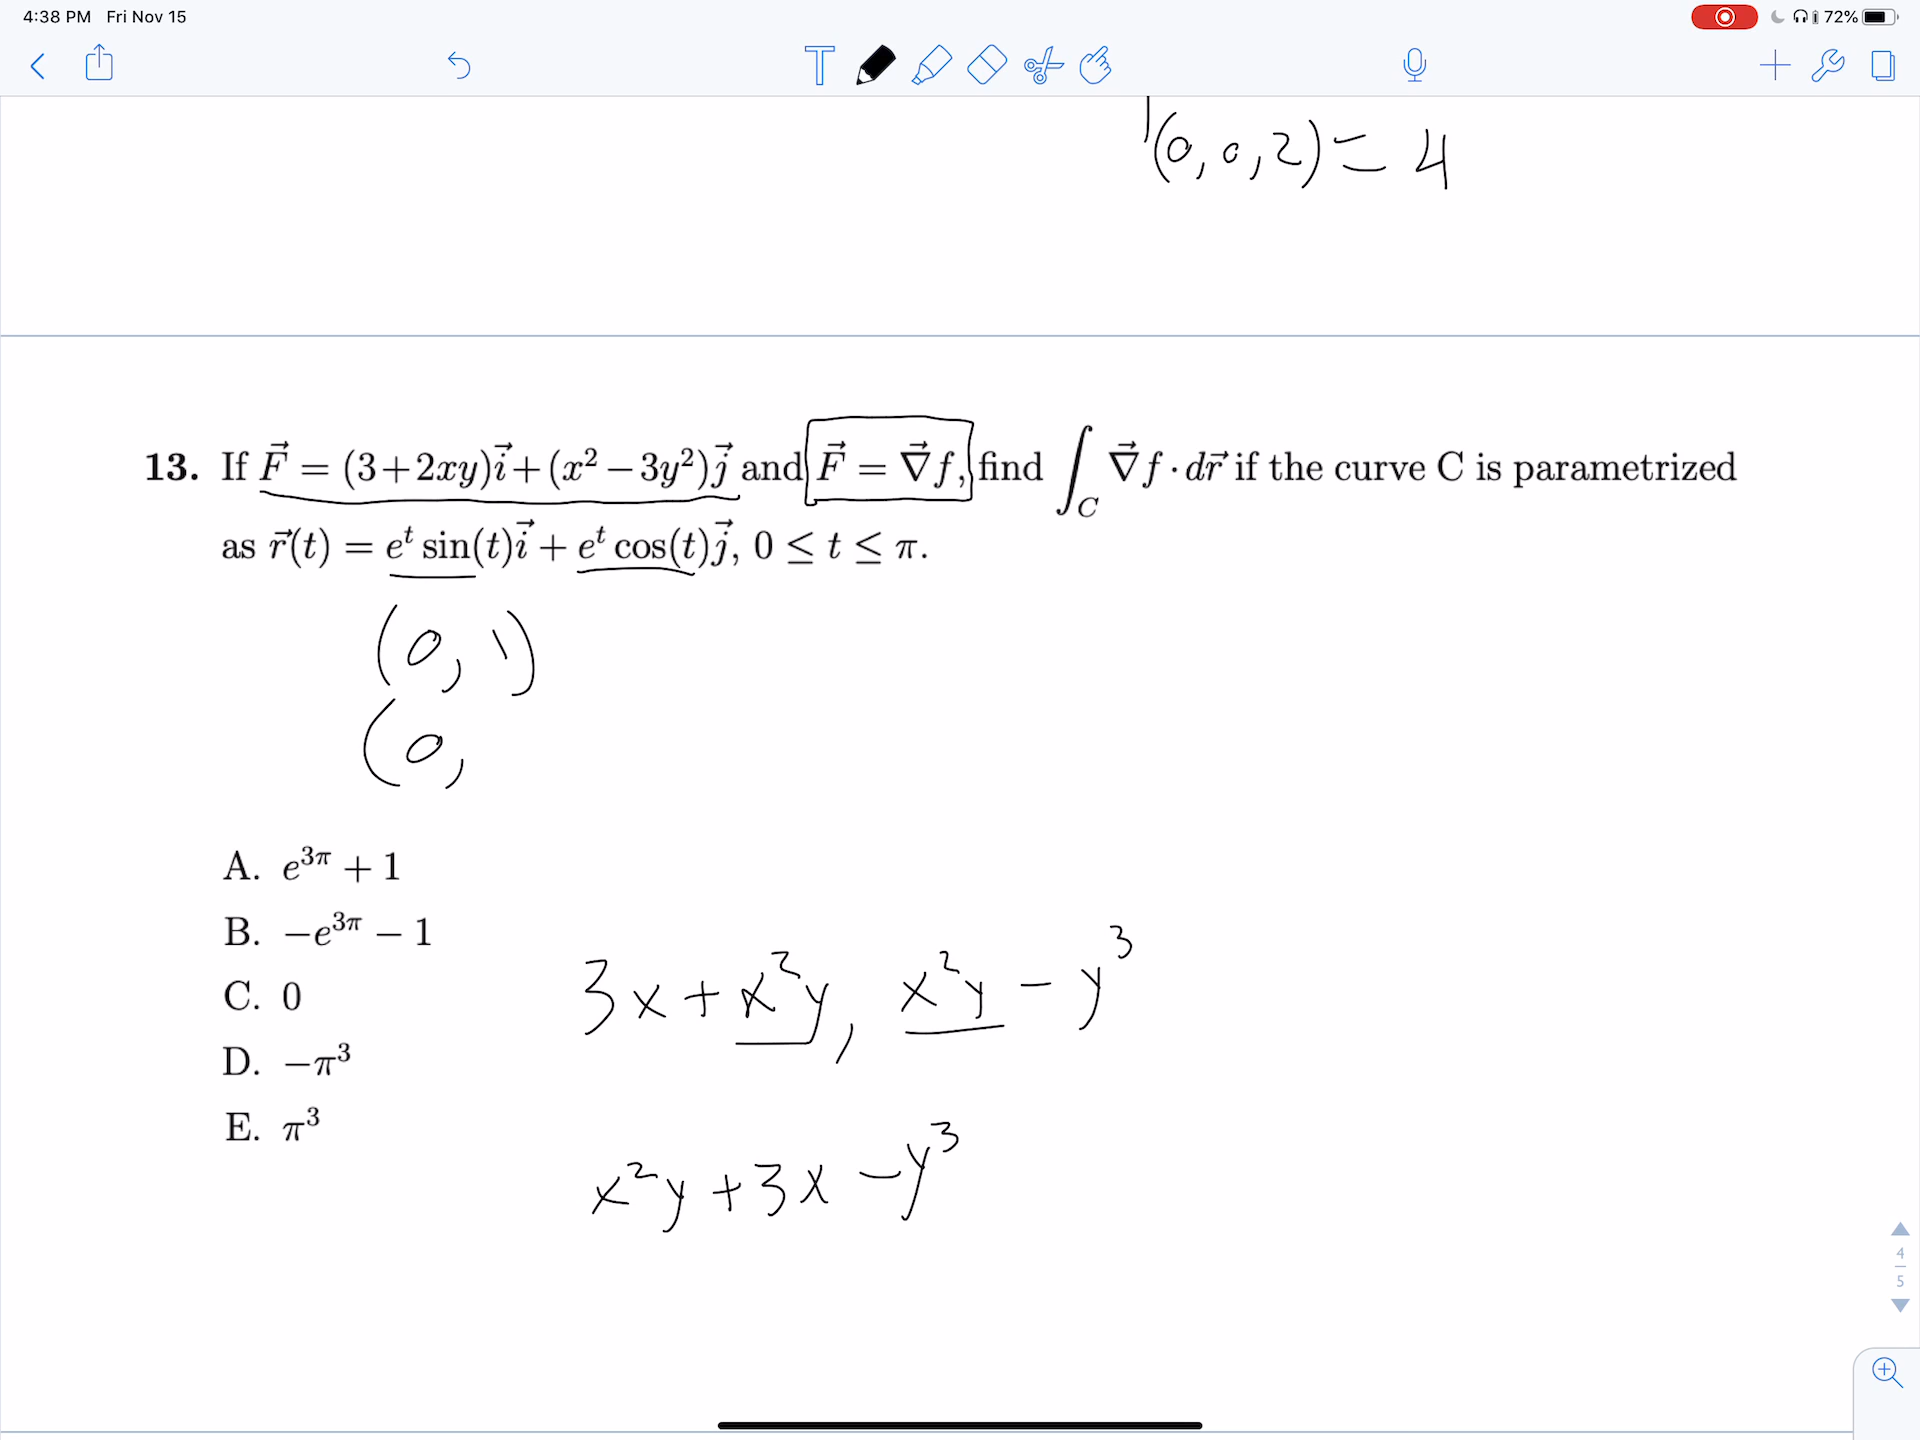 4:38 PM Fri Nov 15 72%
T
(0, 0, 2) = 4
13. If F⃗ = (3+2xy)i⃗+(x² – 3y²)j⃗ and F⃗ = ∇⃗f, find ∫_C ∇⃗f · dr⃗ if the curve C is parametrized
as r⃗(t) = eᵗ sin(t)i⃗ + eᵗ cos(t)j⃗, 0 ≤ t ≤ π.
(0, 1)
(0,
A. e^{3π} + 1
B. −e^{3π} − 1
C. 0
D. −π³
E. π³
3x + x²y, x²y − y³
x²y + 3x − y³
4
5